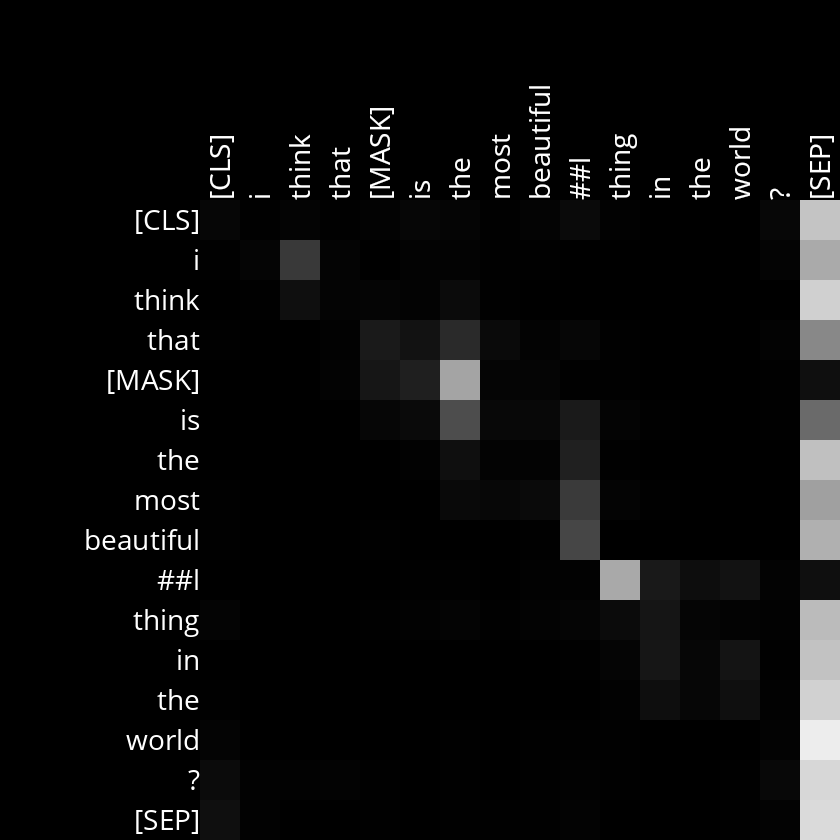 [CLS] i think that [MASK] is the most beautiful ##l thing in the world ? [SEP]
[CLS]
i
think
that
[MASK]
is
the
most
beautiful
##l
thing
in
the
world
?
[SEP]